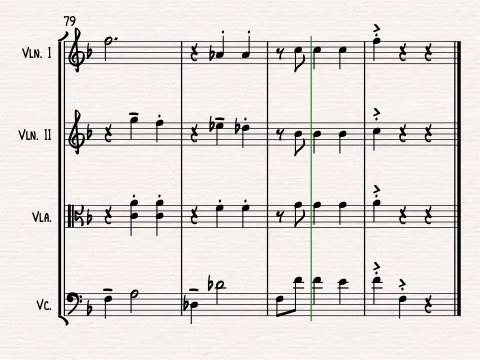 79
VLN. I
VLN. II
VLA.
VC.